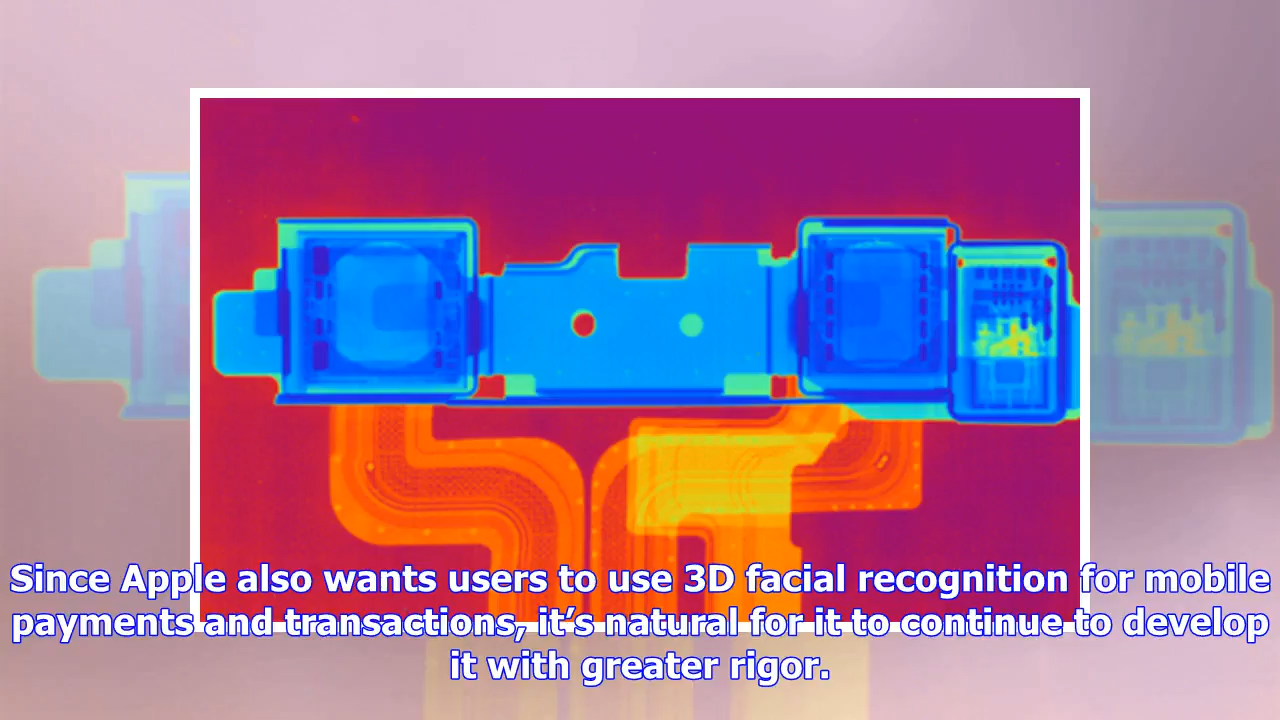 Since Apple also wants users to use 3D facial recognition for mobile
payments and transactions, it’s natural for it to continue to develop
it with greater rigor.